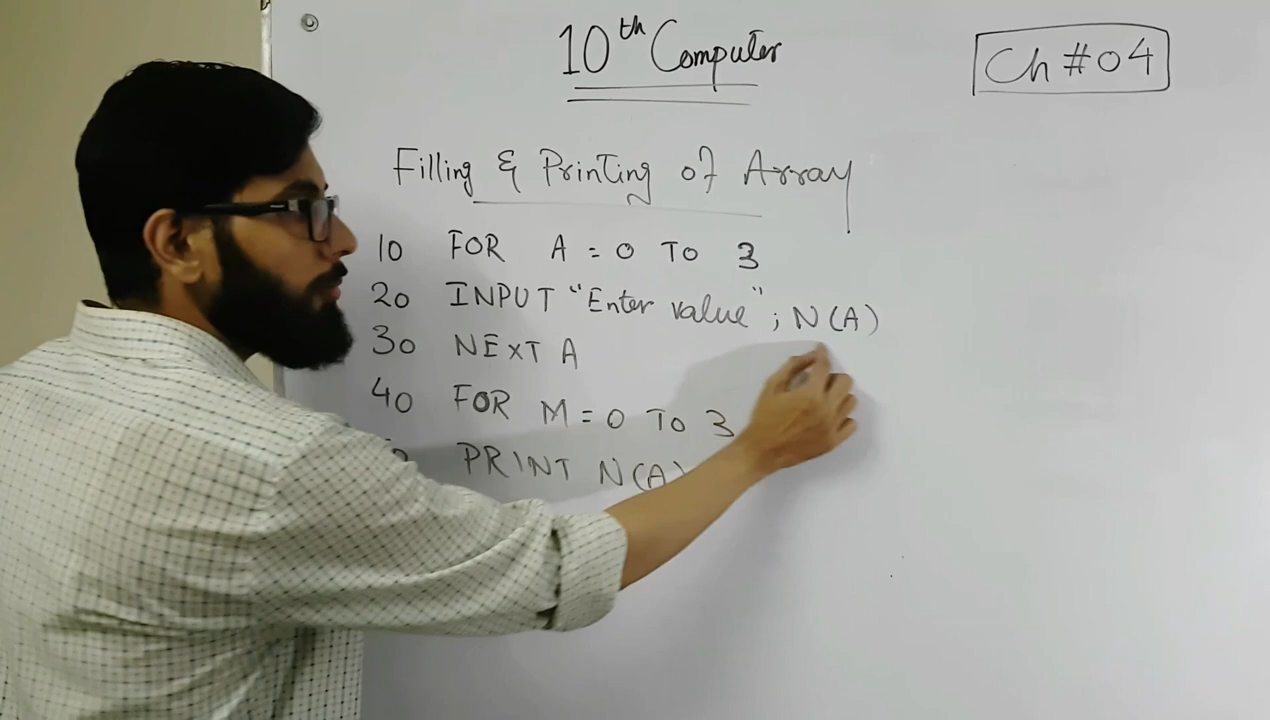 10th Computer
Ch #04
Filling & Printing of Array
10 FOR A = 0 TO 3
20 INPUT "Enter value" ; N(A)
30 NEXT A
40 FOR M = 0 TO 3
PRINT N(A)